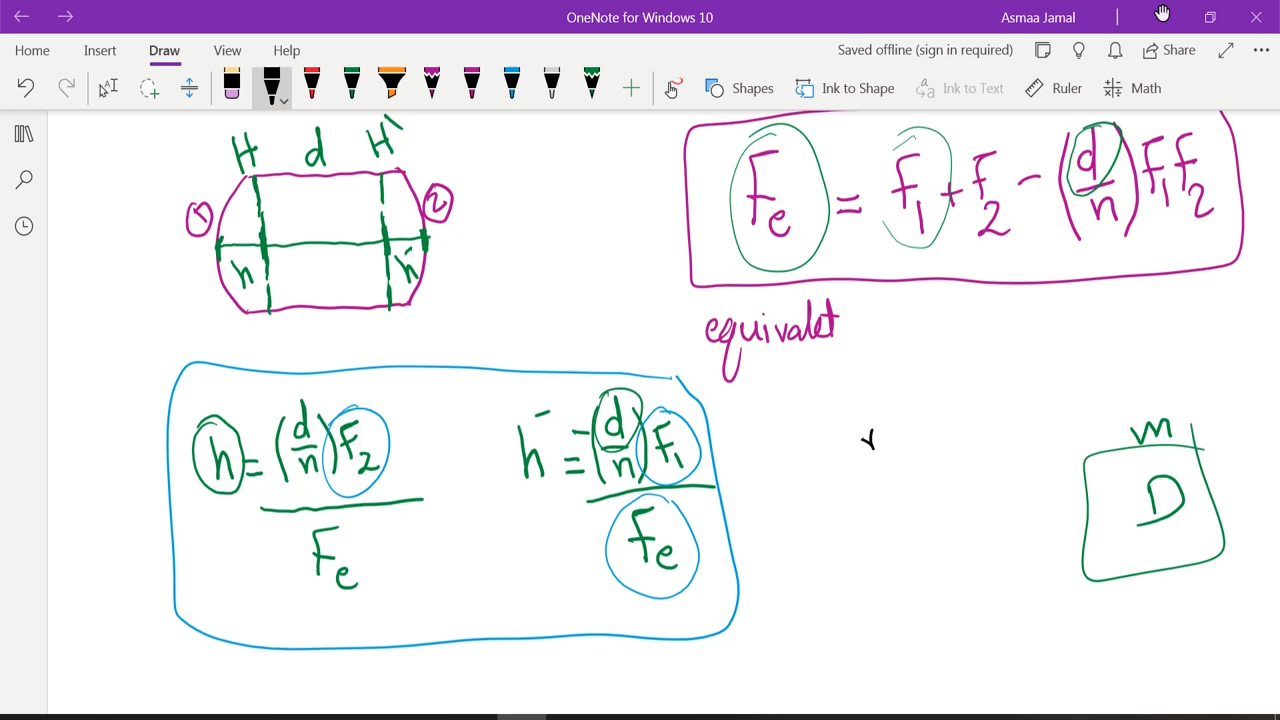 OneNote for Windows 10
Asmaa Jamal
Home Insert Draw View Help
Saved offline (sign in required)
Share
Shapes
Ink to Shape
Ink to Text
Ruler
Math
H d H'
① ②
h h'
Fe = F1 + F2 - (d/n) F1 F2
equivalet
h = (d/n) F2 / Fe
h' = -(d/n) F1 / Fe
m
D